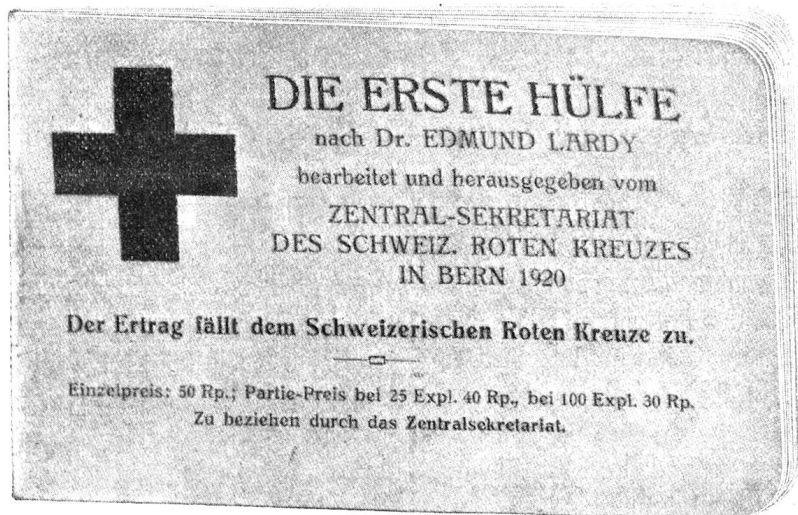 DIE ERSTE HÜLFE
nach Dr. EDMUND LARDY
bearbeitet und herausgegeben vom
ZENTRAL-SEKRETARIAT
DES SCHWEIZ. ROTEN KREUZES
IN BERN 1920
Der Ertrag fällt dem Schweizerischen Roten Kreuze zu.
Einzelpreis: 50 Rp.; Partie-Preis bei 25 Expl. 40 Rp., bei 100 Expl. 30 Rp.
Zu beziehen durch das Zentralsekretariat.